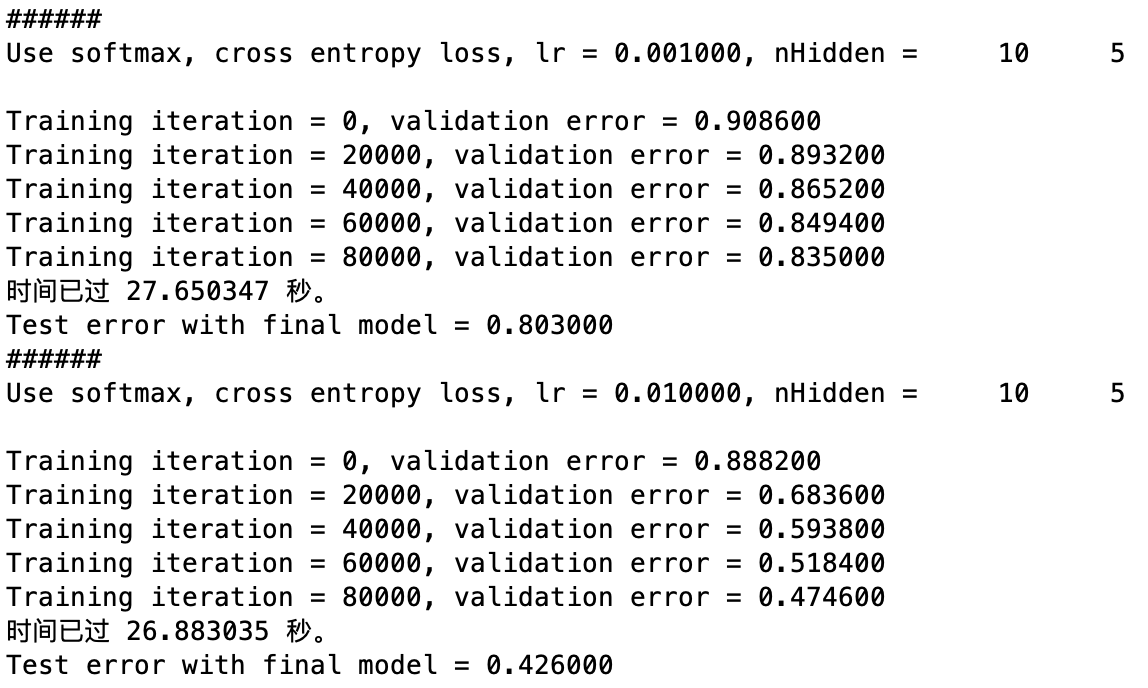 ######
Use softmax, cross entropy loss, lr = 0.001000, nHidden = 10 5
Training iteration = 0, validation error = 0.908600
Training iteration = 20000, validation error = 0.893200
Training iteration = 40000, validation error = 0.865200
Training iteration = 60000, validation error = 0.849400
Training iteration = 80000, validation error = 0.835000
时间已过 27.650347 秒。
Test error with final model = 0.803000
######
Use softmax, cross entropy loss, lr = 0.010000, nHidden = 10 5
Training iteration = 0, validation error = 0.888200
Training iteration = 20000, validation error = 0.683600
Training iteration = 40000, validation error = 0.593800
Training iteration = 60000, validation error = 0.518400
Training iteration = 80000, validation error = 0.474600
时间已过 26.883035 秒。
Test error with final model = 0.426000